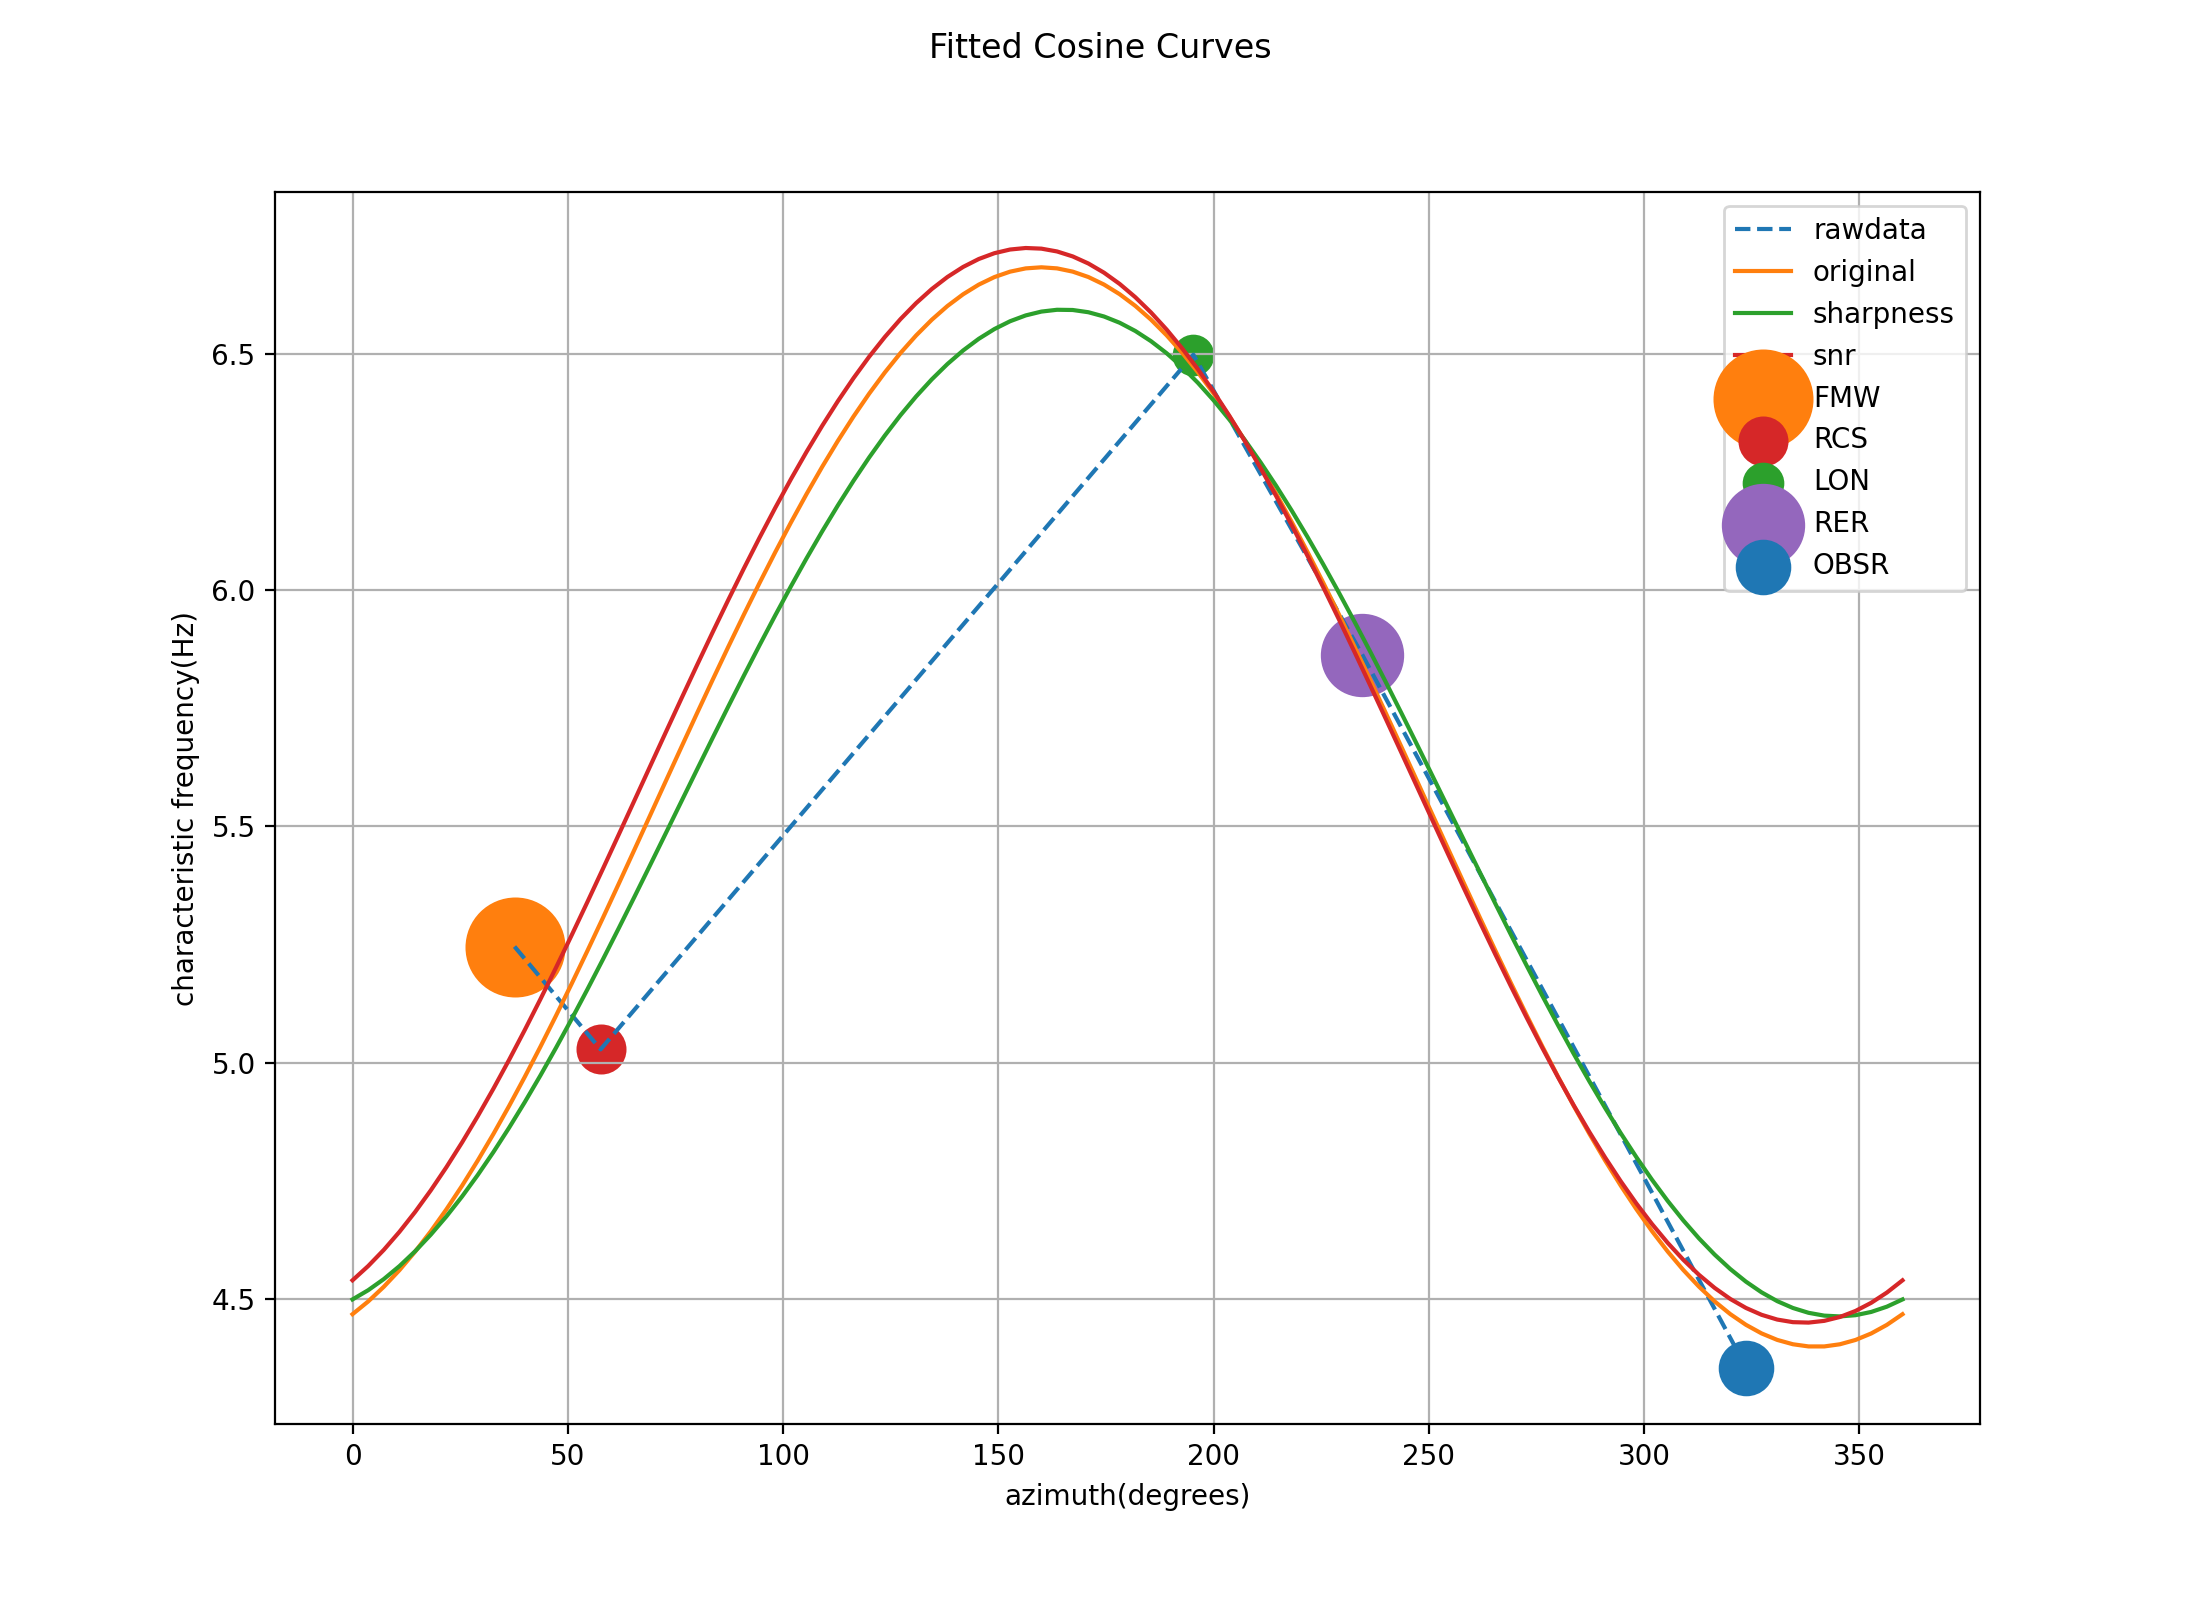 Fitted Cosine Curves
rawdata
original
sharpness
snr
FMW
RCS
LON
RER
OBSR
characteristic frequency(Hz)
6.5
6.0
5.5
5.0
4.5
0 50 100 150 200 250 300 350
azimuth(degrees)